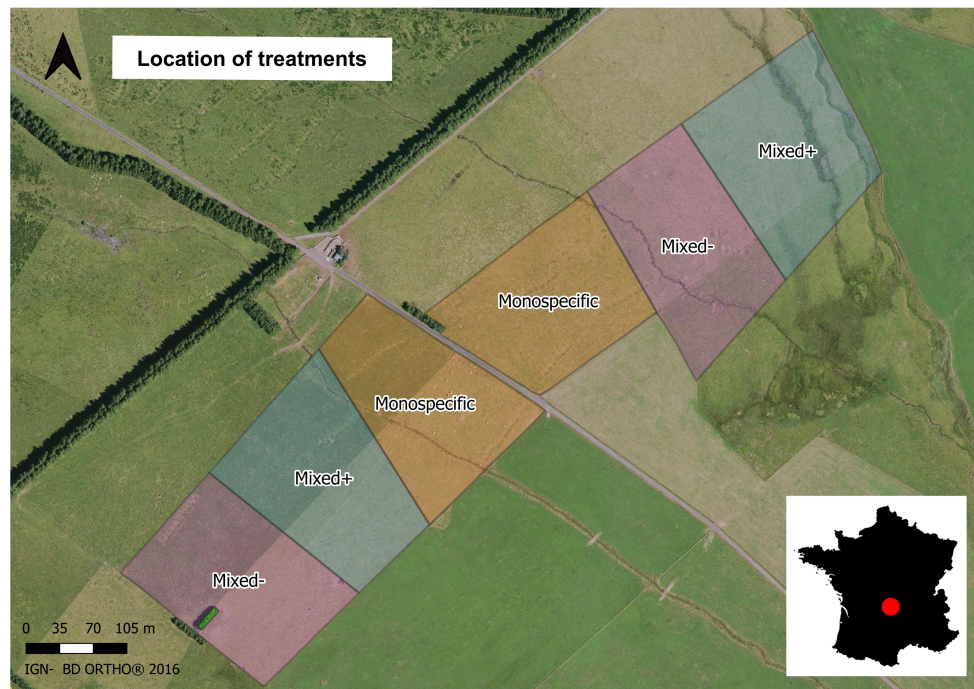 Location of treatments
Mixed+
Mixed-
Monospecific
Monospecific
Mixed+
Mixed-
0 35 70 105 m
IGN- BD ORTHO® 2016